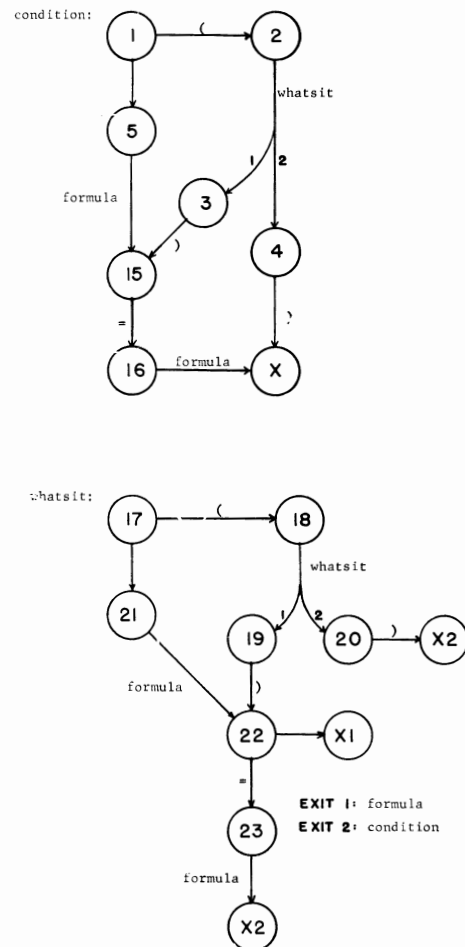 condition:
1 ( 2
whatsit
5
1 2
formula
3
)
4
15
=
)
16 formula X
whatsit:
17 ( 18
whatsit
21
1 2
19 20 ) X2
formula
)
22 X1
=
EXIT 1: formula
23
EXIT 2: condition
formula
X2